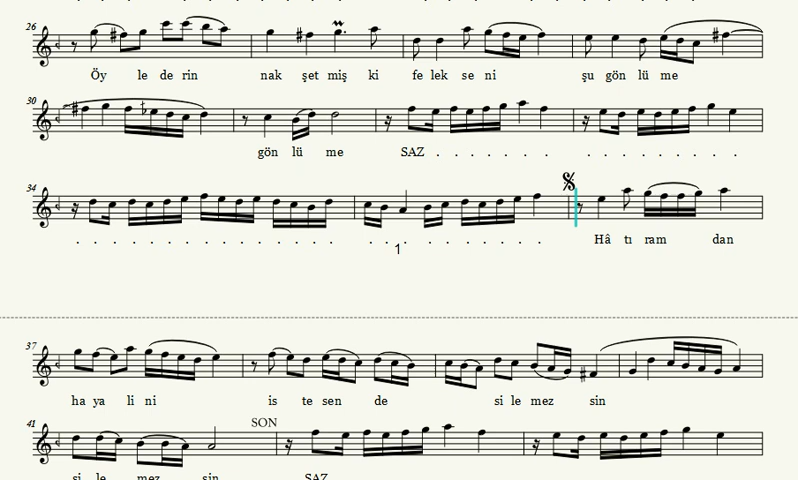 26
Öy le de rin nak şet miş ki fe lek se ni şu gön lü me
30
gön lü me SAZ . . . . . . . . . . . . . .
34
. . . . . . . . . . . . . . . . . . Hâ tı ram dan
1
37
ha ya li ni is te sen de si le mez sin
SON
41
si le mez sin SAZ